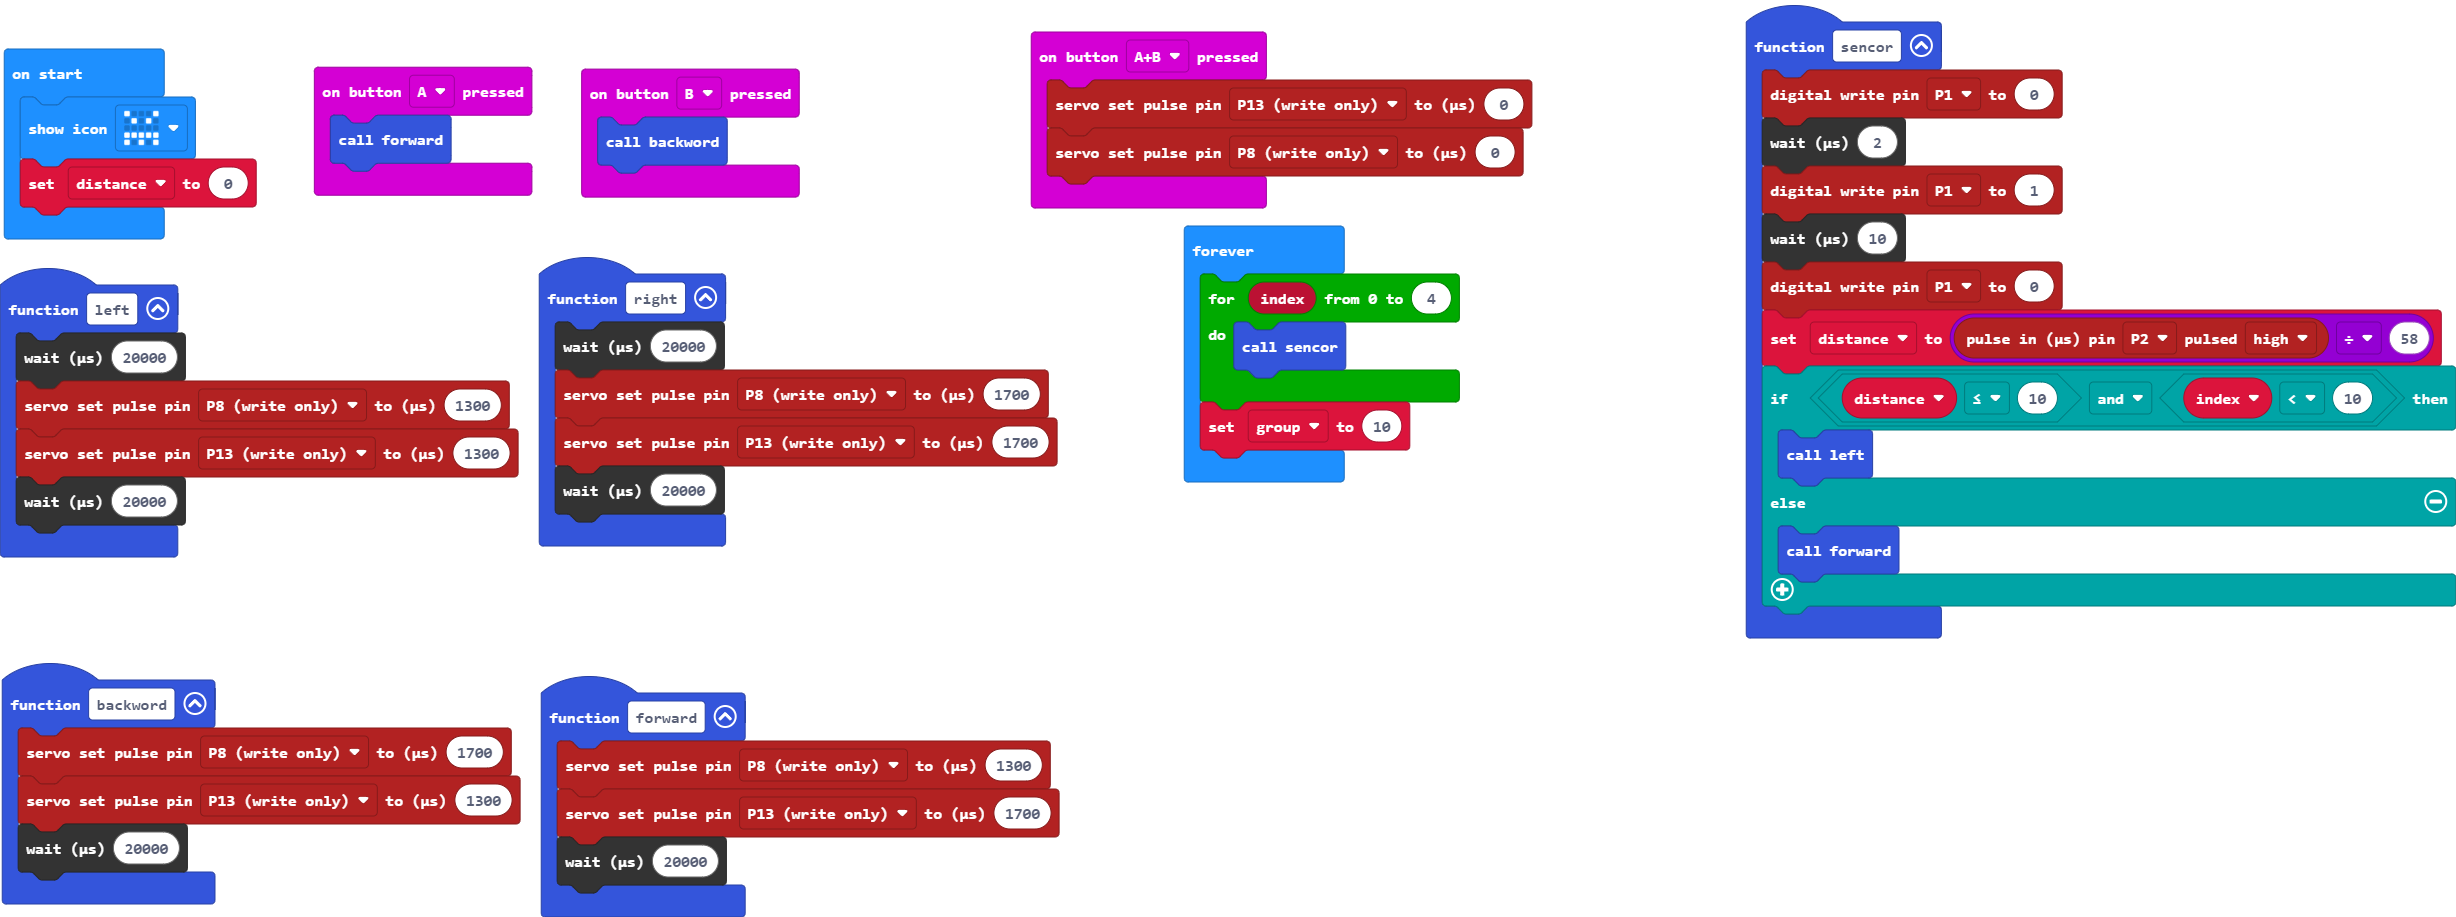 on start
show icon
set distance to 0
on button A pressed
call forward
on button B pressed
call backword
on button A+B pressed
servo set pulse pin P13 (write only) to (µs) 0
servo set pulse pin P8 (write only) to (µs) 0
forever
for index from 0 to 4
do
call sencor
set group to 10
function sencor
digital write pin P1 to 0
wait (µs) 2
digital write pin P1 to 1
wait (µs) 10
digital write pin P1 to 0
set distance to pulse in (µs) pin P2 pulsed high ÷ 58
if distance ≤ 10 and index < 10 then
call left
else
call forward
function left
wait (µs) 20000
servo set pulse pin P8 (write only) to (µs) 1300
servo set pulse pin P13 (write only) to (µs) 1300
wait (µs) 20000
function right
wait (µs) 20000
servo set pulse pin P8 (write only) to (µs) 1700
servo set pulse pin P13 (write only) to (µs) 1700
wait (µs) 20000
function backword
servo set pulse pin P8 (write only) to (µs) 1700
servo set pulse pin P13 (write only) to (µs) 1300
wait (µs) 20000
function forward
servo set pulse pin P8 (write only) to (µs) 1300
servo set pulse pin P13 (write only) to (µs) 1700
wait (µs) 20000